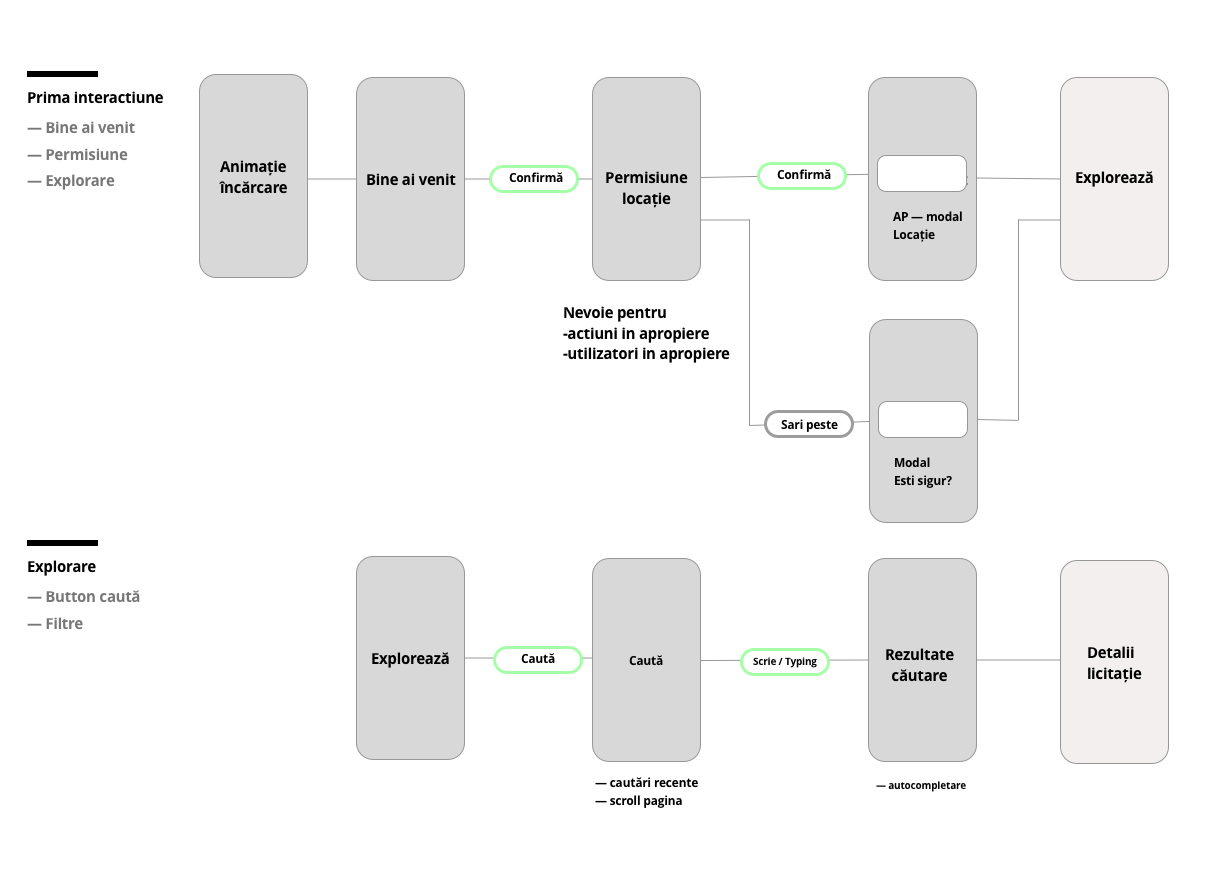 Prima interactiune
— Bine ai venit
— Permisiune
— Explorare
Animație
încărcare
Bine ai venit
Confirmă
Permisiune
locație
Confirmă
AP — modal
Locație
Explorează
Nevoie pentru
-actiuni in apropiere
-utilizatori in apropiere
Sari peste
Modal
Esti sigur?
Explorare
— Button caută
— Filtre
Explorează
Caută
Caută
Scrie / Typing
Rezultate
căutare
Detalii
licitație
— cautări recente
— scroll pagina
— autocompletare